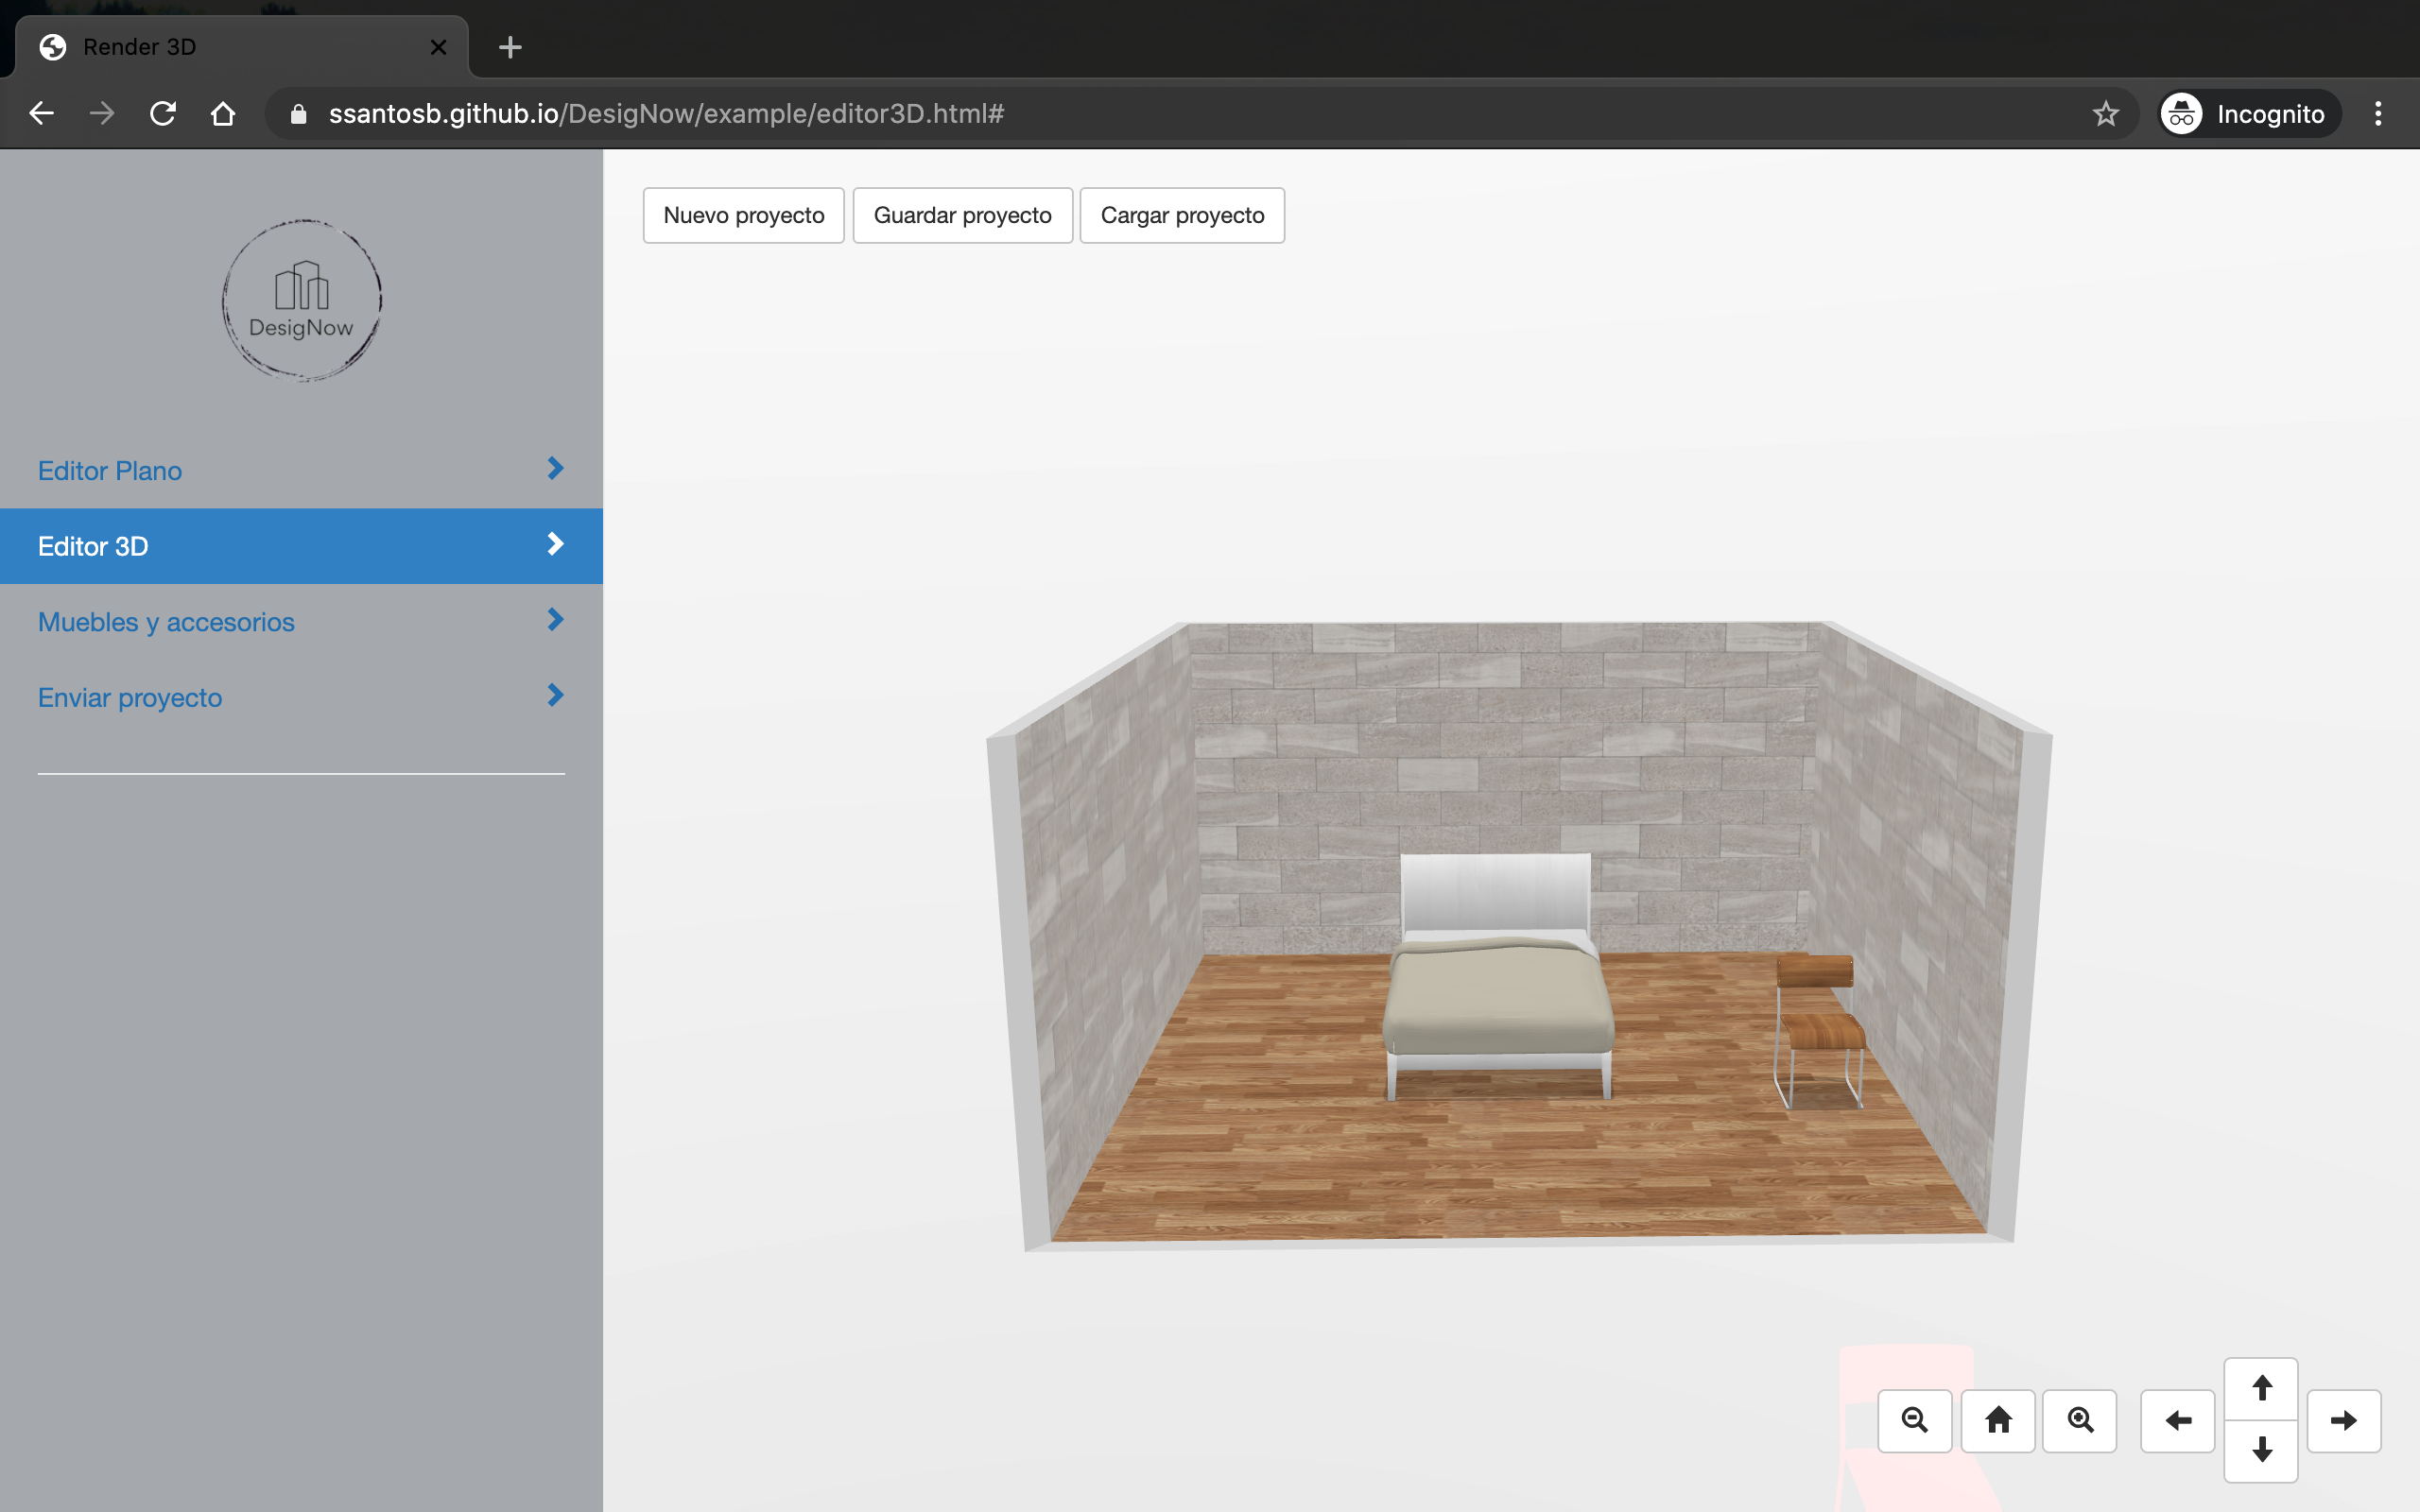 Render 3D
ssantosb.github.io/DesigNow/example/editor3D.html#
Incognito
DesigNow
Editor Plano
Editor 3D
Muebles y accesorios
Enviar proyecto
Nuevo proyecto
Guardar proyecto
Cargar proyecto